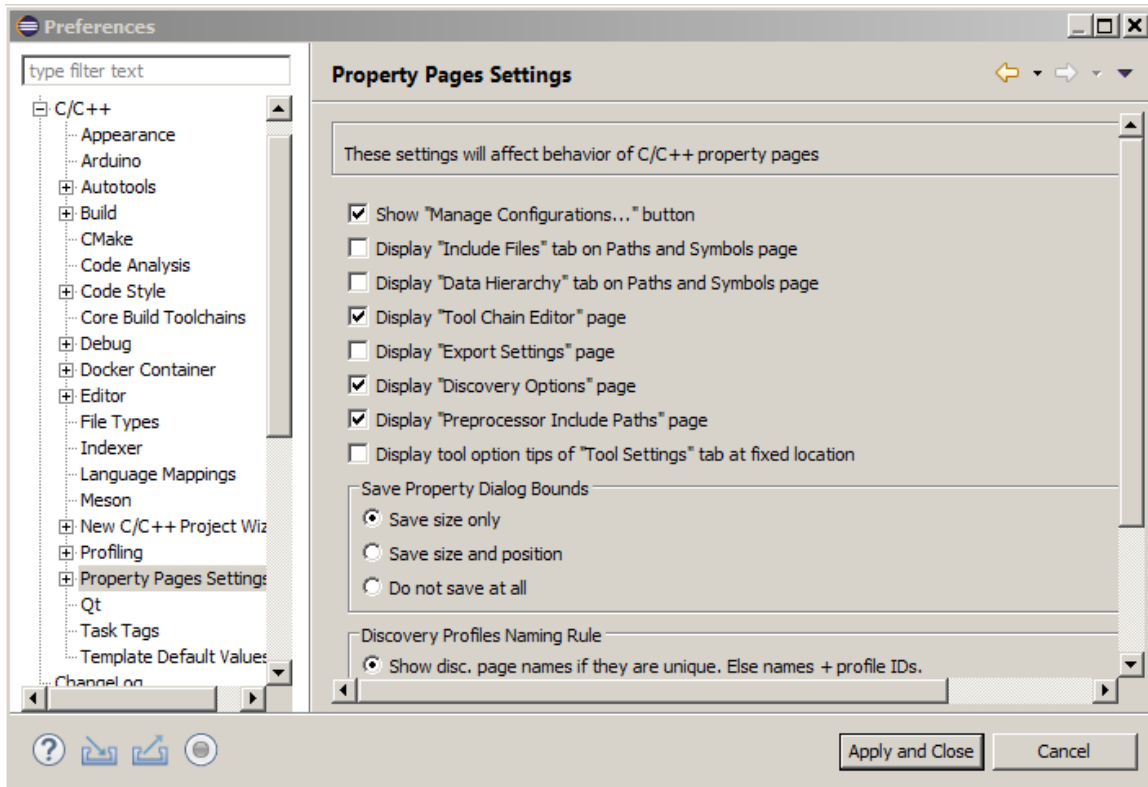 Preferences
type filter text
C/C++
Appearance
Arduino
Autotools
Build
CMake
Code Analysis
Code Style
Core Build Toolchains
Debug
Docker Container
Editor
File Types
Indexer
Language Mappings
Meson
New C/C++ Project Wiz
Profiling
Property Pages Settings
Qt
Task Tags
Template Default Values
ChangeLog
Property Pages Settings
These settings will affect behavior of C/C++ property pages
Show "Manage Configurations..." button
Display "Include Files" tab on Paths and Symbols page
Display "Data Hierarchy" tab on Paths and Symbols page
Display "Tool Chain Editor" page
Display "Export Settings" page
Display "Discovery Options" page
Display "Preprocessor Include Paths" page
Display tool option tips of "Tool Settings" tab at fixed location
Save Property Dialog Bounds
Save size only
Save size and position
Do not save at all
Discovery Profiles Naming Rule
Show disc. page names if they are unique. Else names + profile IDs.
?
Apply and Close
Cancel